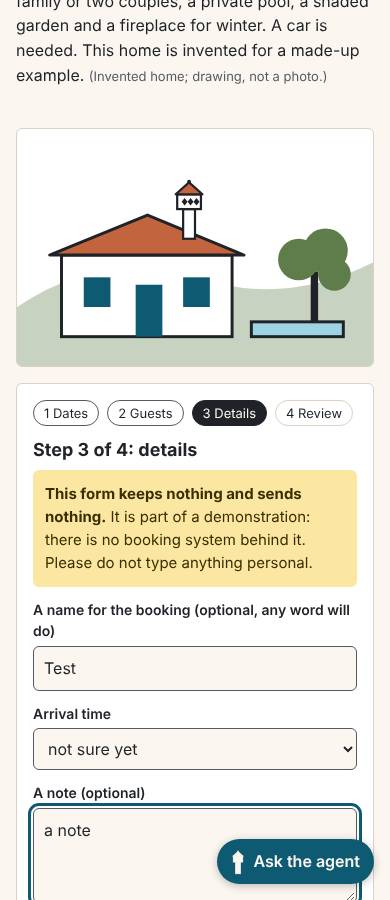 family or two couples, a private pool, a shaded
garden and a fireplace for winter. A car is
needed. This home is invented for a made-up
example. (Invented home; drawing, not a photo.)
1 Dates
2 Guests
3 Details
4 Review
Step 3 of 4: details
This form keeps nothing and sends
nothing. It is part of a demonstration:
there is no booking system behind it.
Please do not type anything personal.
A name for the booking (optional, any word will
do)
Test
Arrival time
not sure yet
A note (optional)
a note
Ask the agent